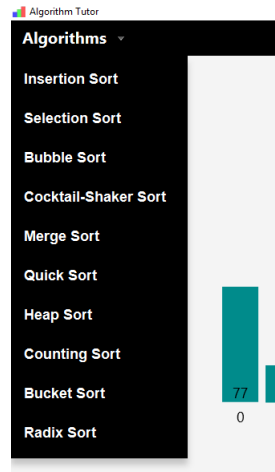 Algorithm Tutor
Algorithms
Insertion Sort
Selection Sort
Bubble Sort
Cocktail-Shaker Sort
Merge Sort
Quick Sort
Heap Sort
Counting Sort
Bucket Sort
Radix Sort
77
0